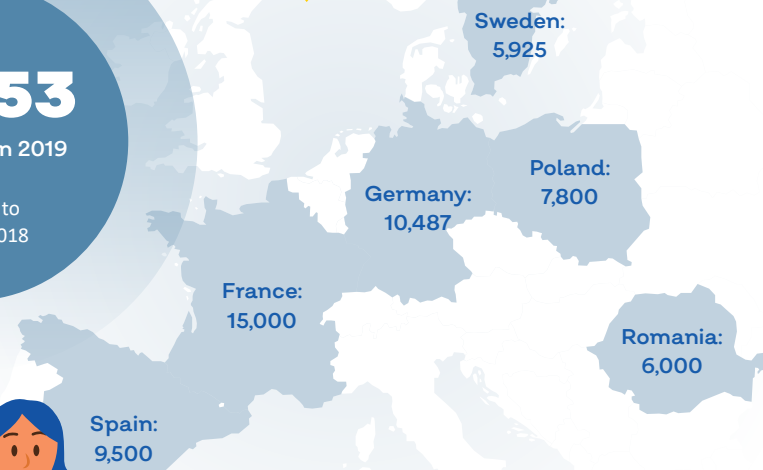 Sweden:
5,925
53
n 2019
to
018
Poland:
7,800
Germany:
10,487
France:
15,000
Romania:
6,000
Spain:
9,500